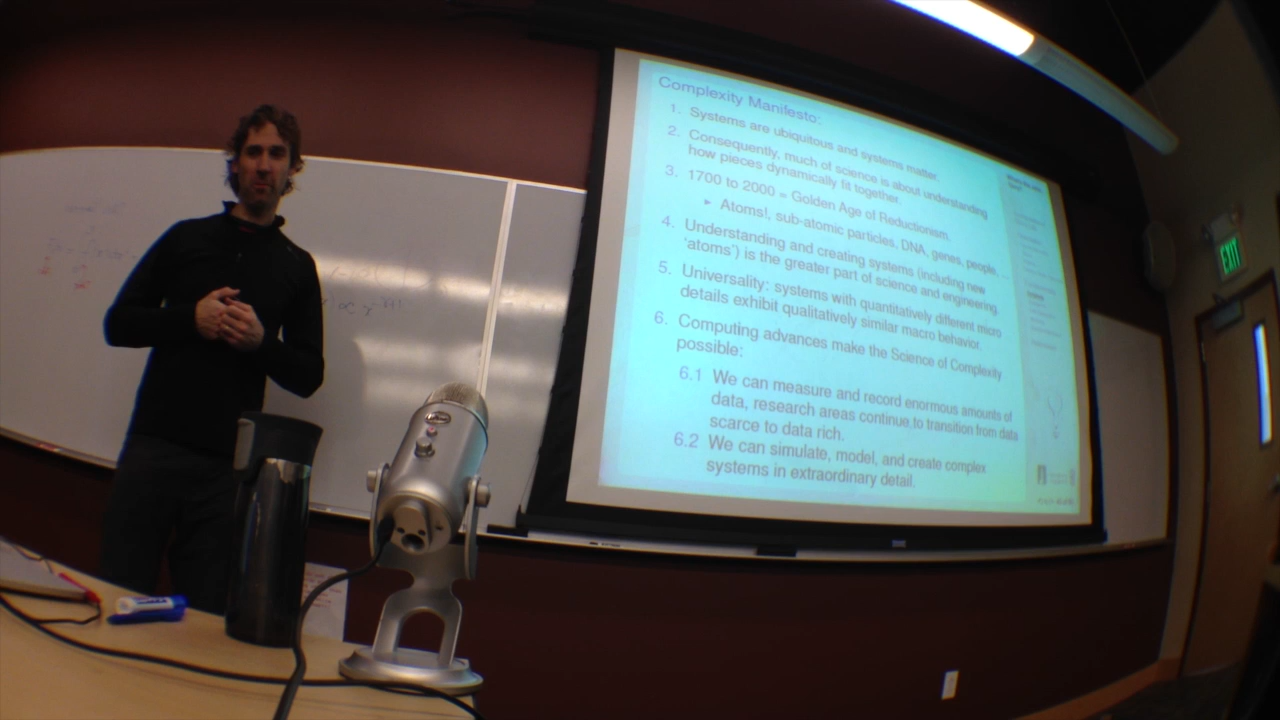 Complexity Manifesto:
1. Systems are ubiquitous and systems matter.
2. Consequently, much of science is about understanding
how pieces dynamically fit together.
3. 1700 to 2000 = Golden Age of Reductionism.
▸ Atoms!, sub-atomic particles, DNA, genes, people, ...
4. Understanding and creating systems (including new
'atoms') is the greater part of science and engineering.
5. Universality: systems with quantitatively different micro
details exhibit qualitatively similar macro behavior.
6. Computing advances make the Science of Complexity
possible:
6.1 We can measure and record enormous amounts of
data, research areas continue to transition from data
scarce to data rich.
6.2 We can simulate, model, and create complex
systems in extraordinary detail.
EXIT